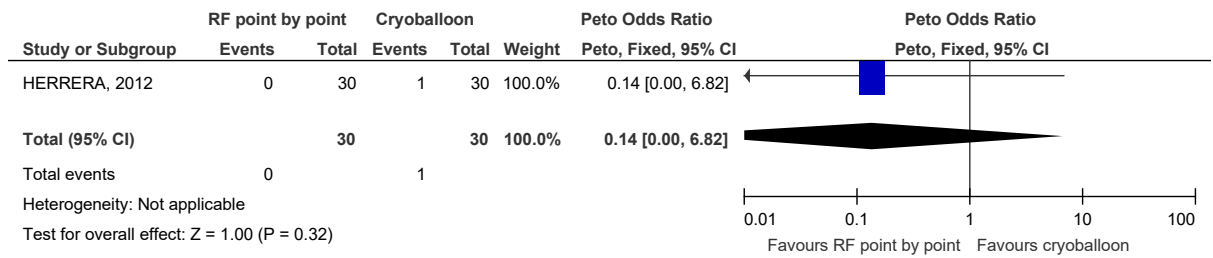 RF point by point Cryoballoon Peto Odds Ratio Peto Odds Ratio
Study or Subgroup Events Total Events Total Weight Peto, Fixed, 95% CI Peto, Fixed, 95% CI
HERRERA, 2012 0 30 1 30 100.0% 0.14 [0.00, 6.82]
Total (95% CI) 30 30 100.0% 0.14 [0.00, 6.82]
Total events 0 1
Heterogeneity: Not applicable
Test for overall effect: Z = 1.00 (P = 0.32)
0.01 0.1 1 10 100
Favours RF point by point Favours cryoballoon